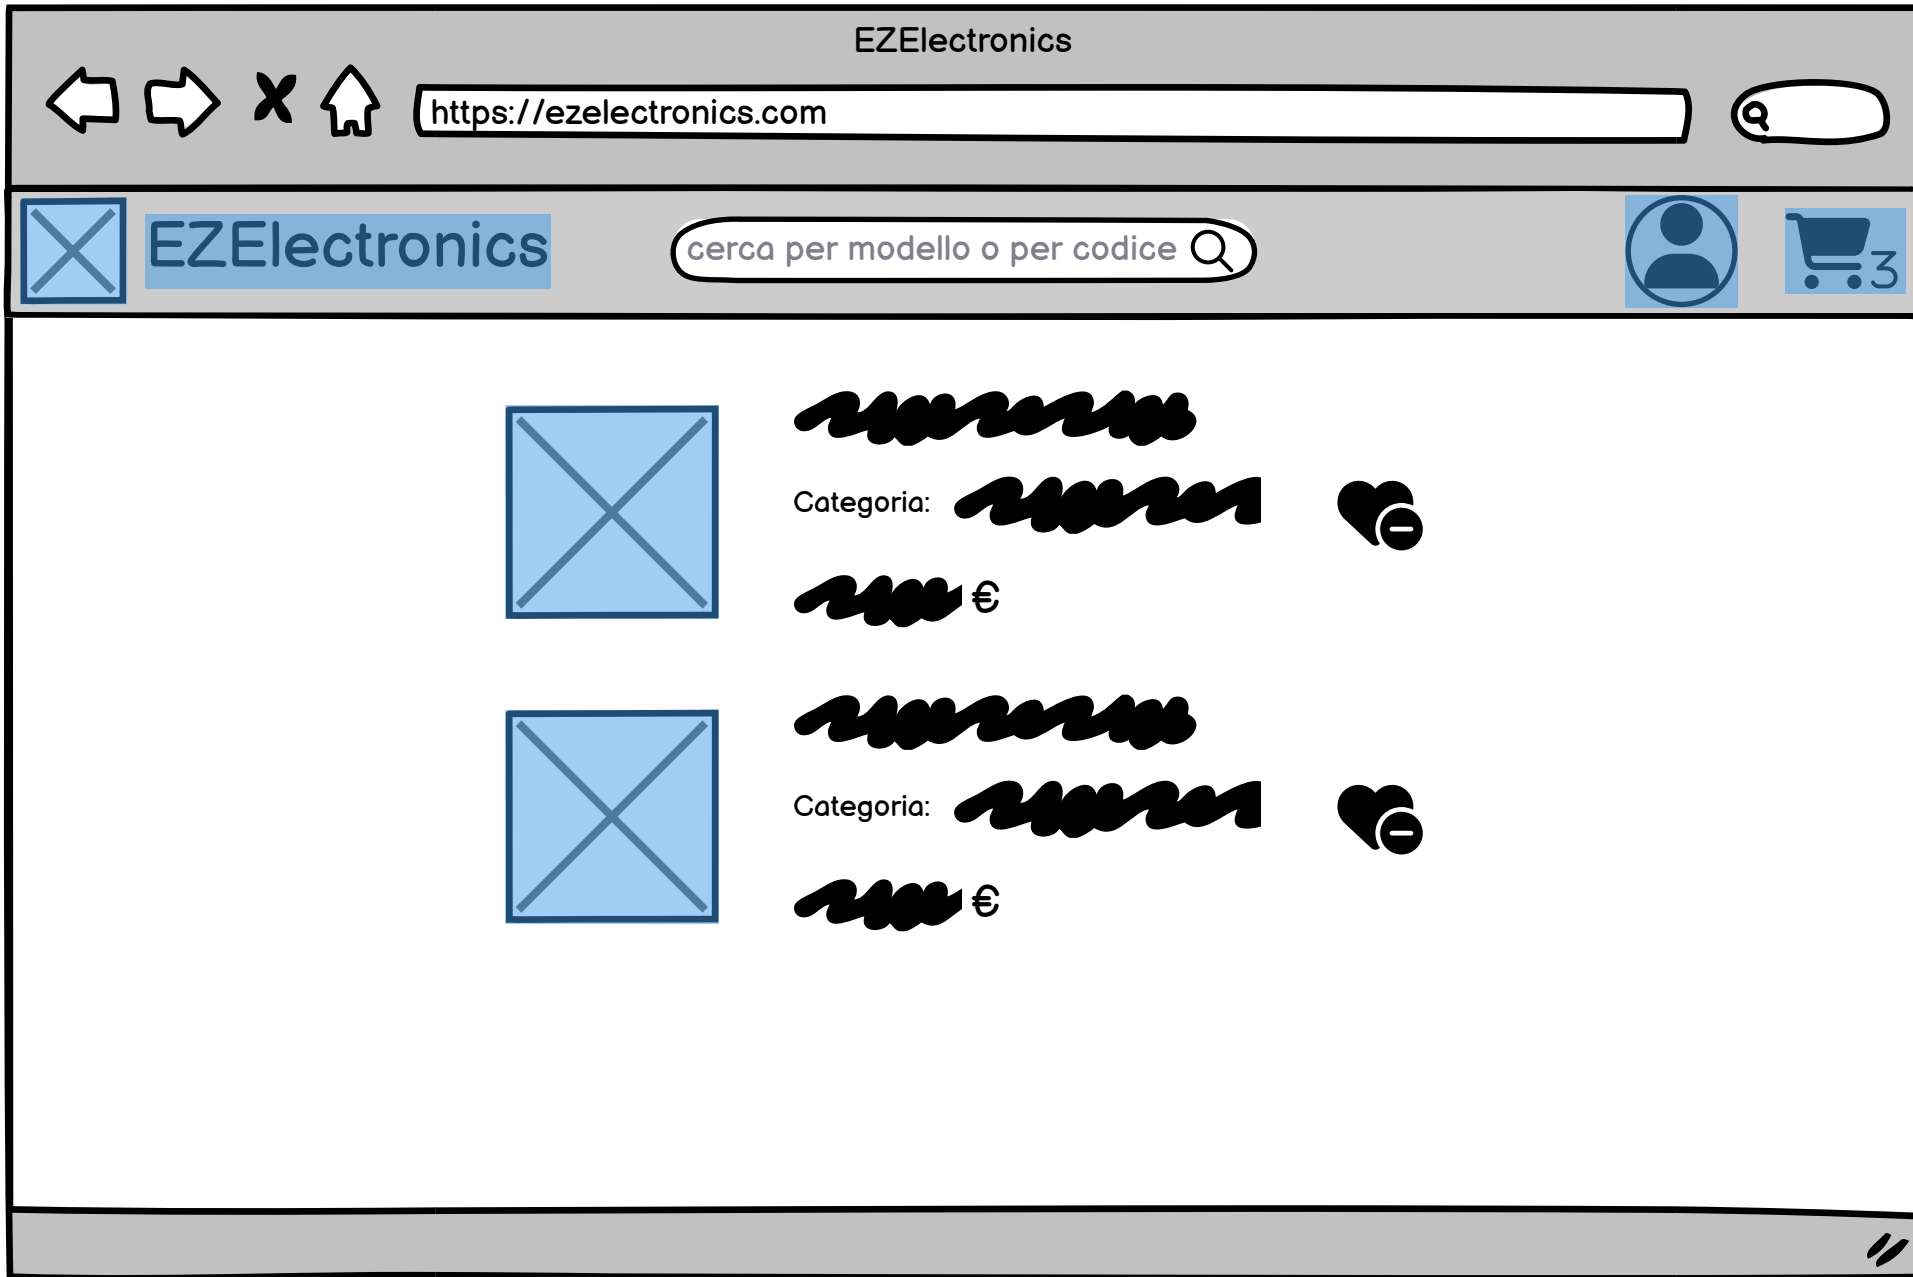 EZElectronics
https://ezelectronics.com
EZElectronics
cerca per modello o per codice
3
Categoria:
€
Categoria:
€